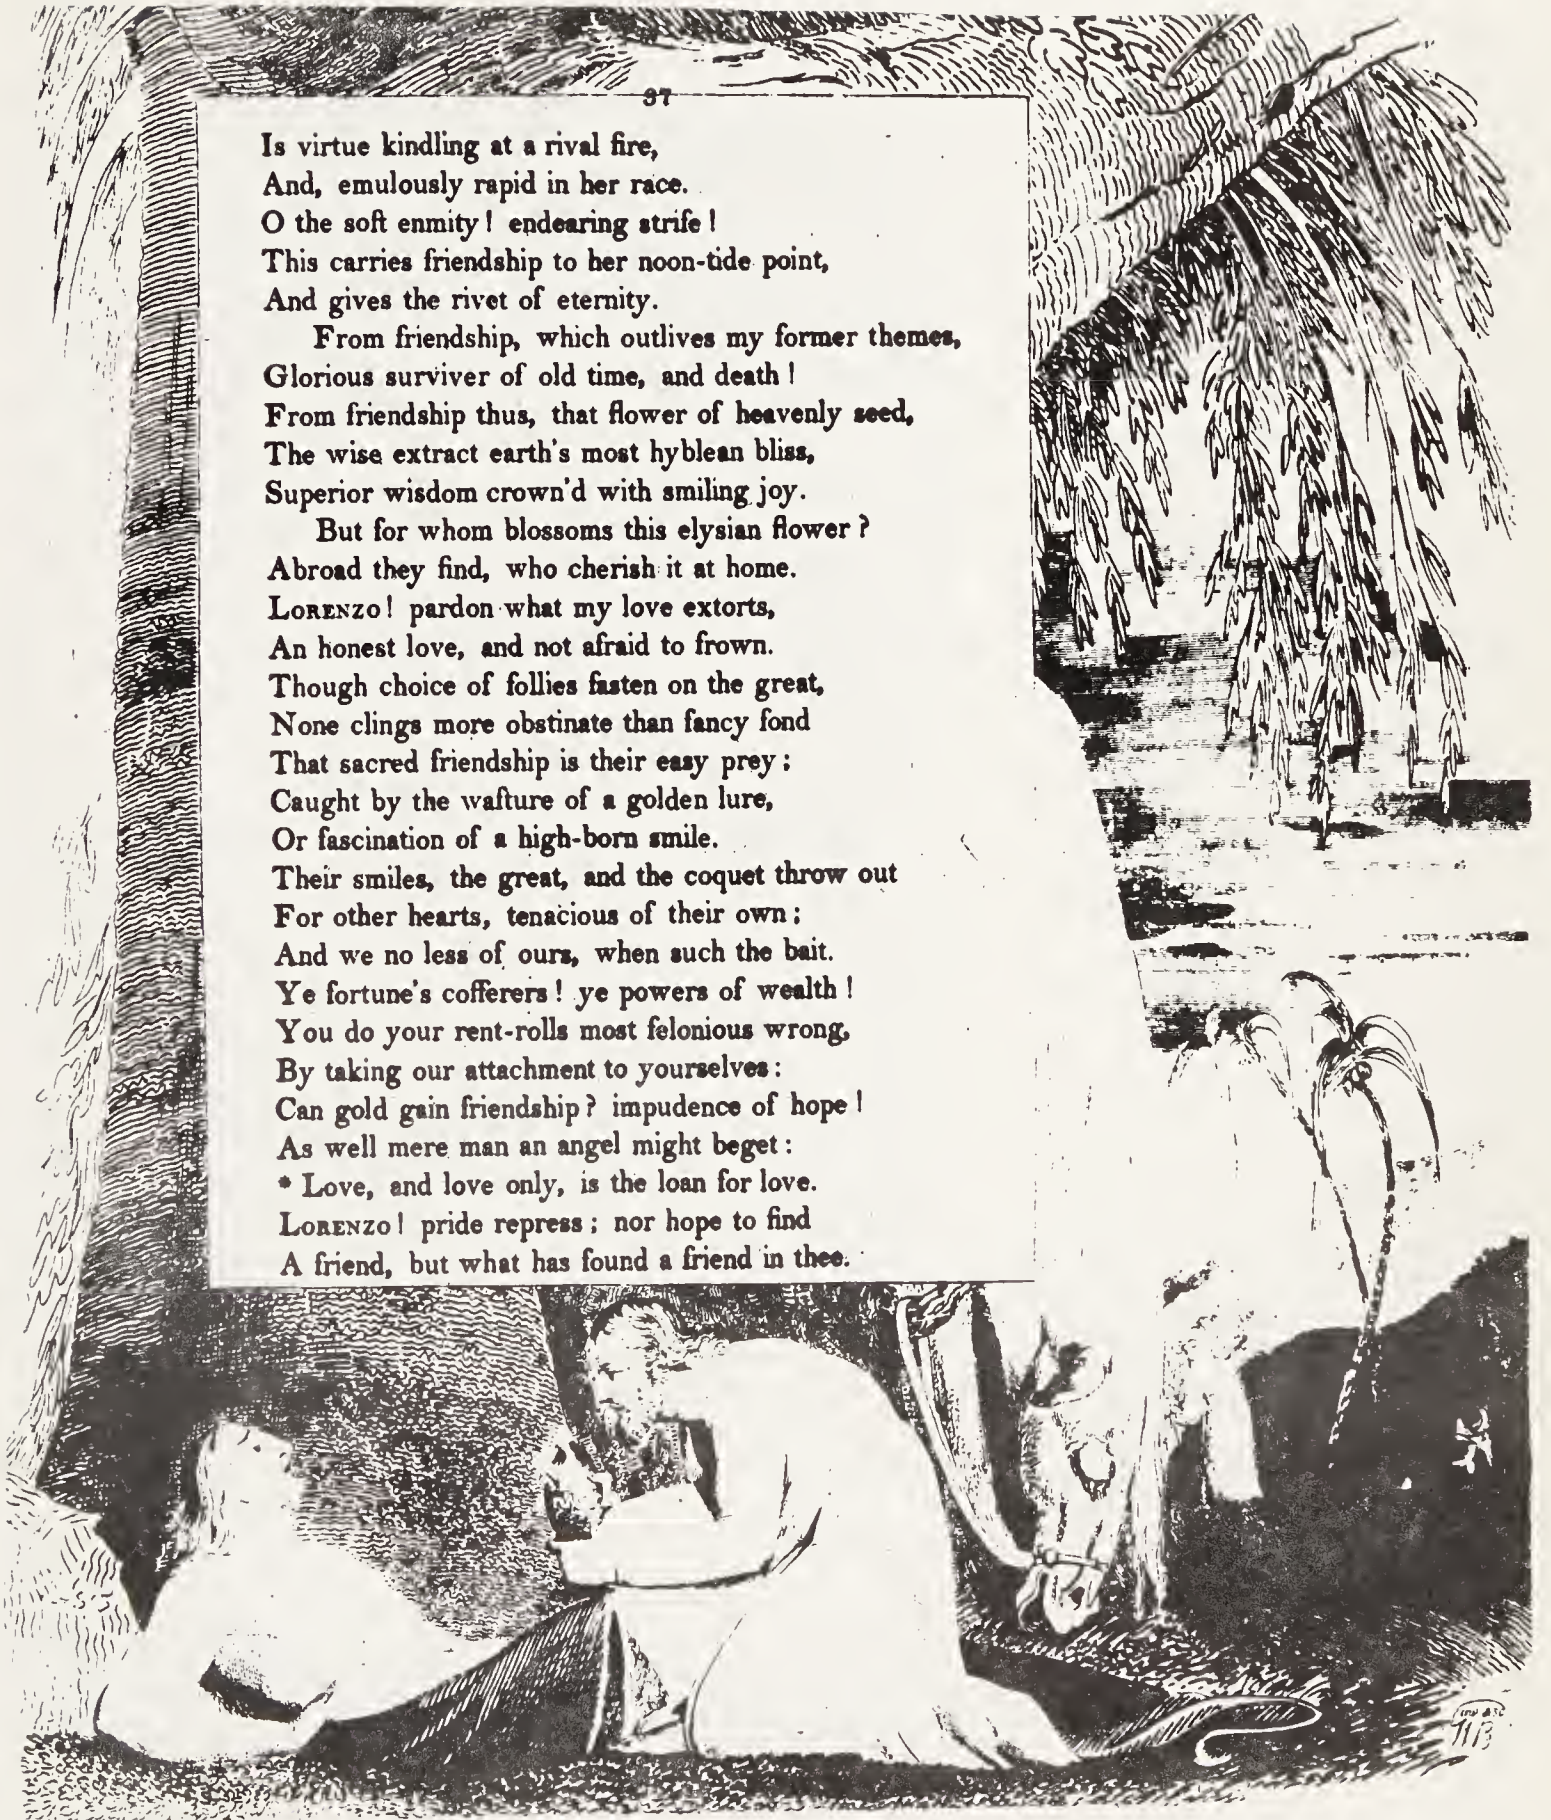 37
Is virtue kindling at a rival fire,
And, emulously rapid in her race.
O the soft enmity! endearing strife!
This carries friendship to her noon-tide point,
And gives the rivet of eternity.
From friendship, which outlives my former themes,
Glorious surviver of old time, and death!
From friendship thus, that flower of heavenly seed,
The wise extract earth's most hyblean bliss,
Superior wisdom crown'd with smiling joy.
But for whom blossoms this elysian flower?
Abroad they find, who cherish it at home.
LORENZO! pardon what my love extorts,
An honest love, and not afraid to frown.
Though choice of follies fasten on the great,
None clings more obstinate than fancy fond
That sacred friendship is their easy prey;
Caught by the wafture of a golden lure,
Or fascination of a high-born smile.
Their smiles, the great, and the coquet throw out
For other hearts, tenacious of their own;
And we no less of ours, when such the bait.
Ye fortune's cofferers! ye powers of wealth!
You do your rent-rolls most felonious wrong,
By taking our attachment to yourselves:
Can gold gain friendship? impudence of hope!
As well mere man an angel might beget:
* Love, and love only, is the loan for love.
LORENZO! pride repress; nor hope to find
A friend, but what has found a friend in thee.
inv & sc
WB